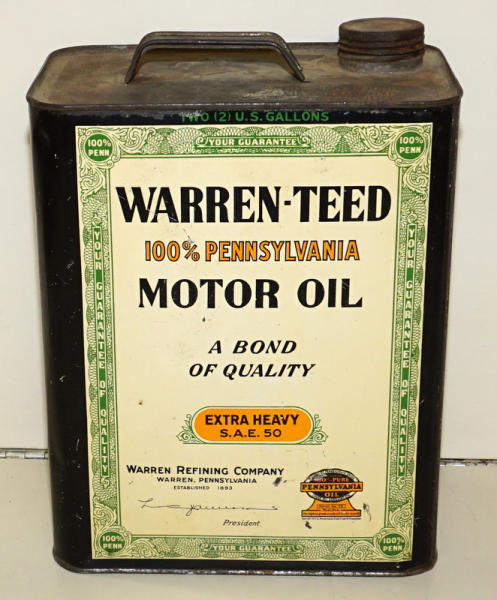 TWO (2) U.S. GALLONS
100% PENN
YOUR GUARANTEE
100% PENN
YOUR GUARANTEE OF QUALITY
YOUR GUARANTEE OF QUALITY
WARREN-TEED
100% PENNSYLVANIA
MOTOR OIL
A BOND
OF QUALITY
EXTRA HEAVY
S.A.E. 50
WARREN REFINING COMPANY
WARREN, PENNSYLVANIA
ESTABLISHED 1893
President
100% PURE
PENNSYLVANIA
OIL
100% PENN
YOUR GUARANTEE
100% PENN